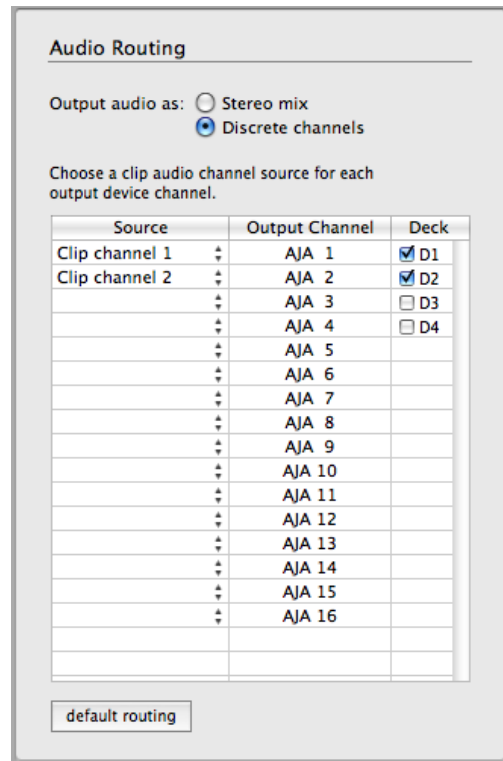 Audio Routing
Output audio as: Stereo mix
Discrete channels
Choose a clip audio channel source for each
output device channel.
Source Output Channel Deck
Clip channel 1 AJA 1 D1
Clip channel 2 AJA 2 D2
AJA 3 D3
AJA 4 D4
AJA 5
AJA 6
AJA 7
AJA 8
AJA 9
AJA 10
AJA 11
AJA 12
AJA 13
AJA 14
AJA 15
AJA 16
default routing